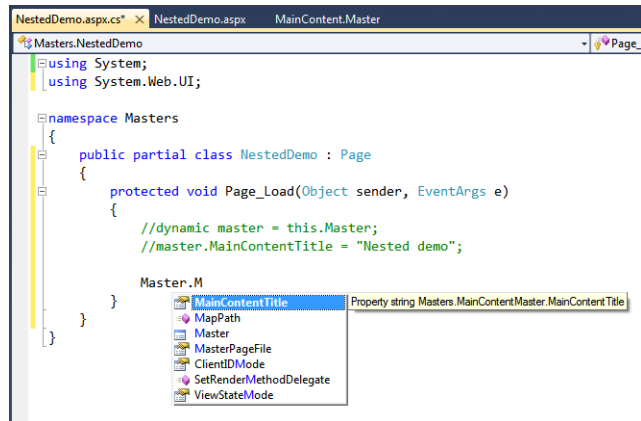 NestedDemo.aspx.cs* NestedDemo.aspx MainContent.Master
Masters.NestedDemo Page_
using System;
using System.Web.UI;
namespace Masters
{
public partial class NestedDemo : Page
{
protected void Page_Load(Object sender, EventArgs e)
{
//dynamic master = this.Master;
//master.MainContentTitle = "Nested demo";
Master.M
}
}
}
MainContentTitle Property string Masters.MainContentMaster.MainContentTitle
MapPath
Master
MasterPageFile
ClientIDMode
SetRenderMethodDelegate
ViewStateMode